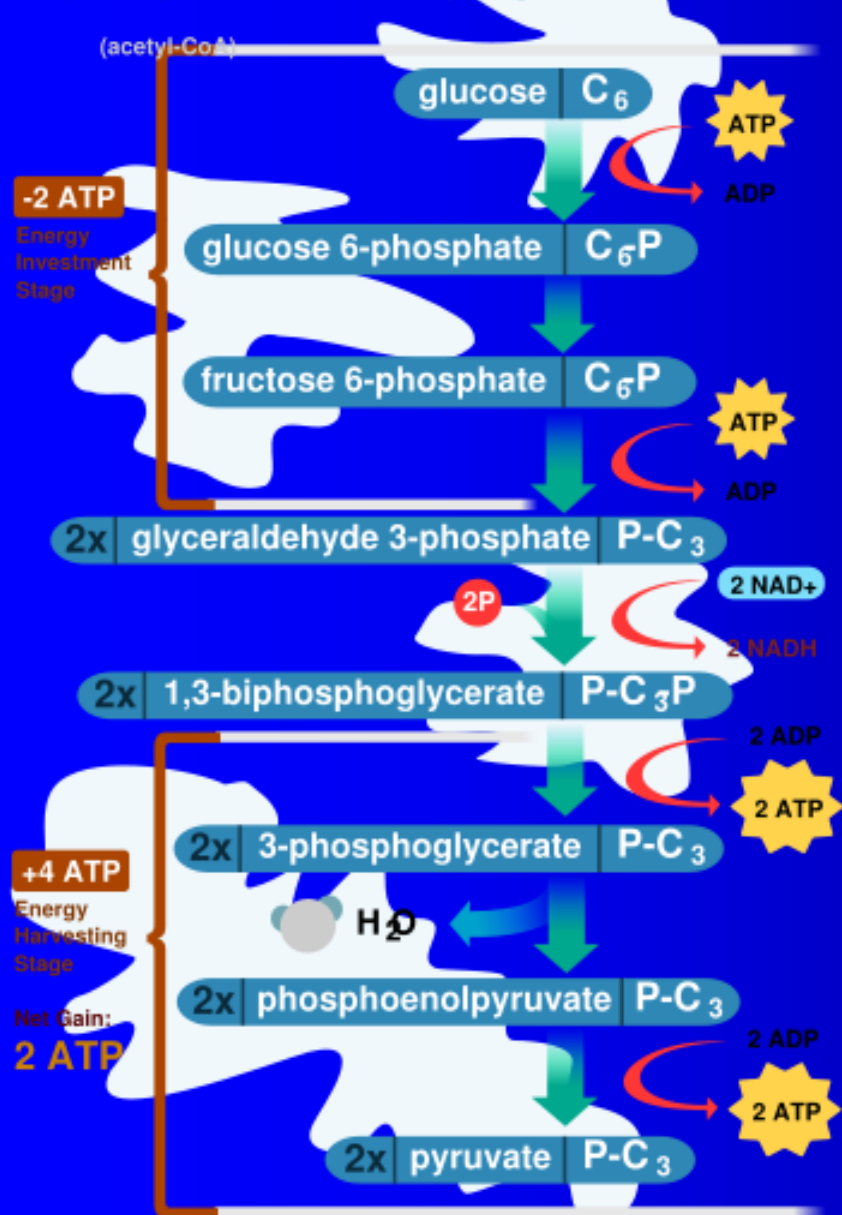 (acetyl-CoA)
glucose C6
ATP
ADP
-2 ATP
Energy
Investment
Stage
glucose 6-phosphate C6-P
fructose 6-phosphate C6-P
ATP
ADP
2x glyceraldehyde 3-phosphate P-C3
2P
2 NAD+
2 NADH
2x 1,3-biphosphoglycerate P-C3-P
2 ADP
2 ATP
2x 3-phosphoglycerate P-C3
+4 ATP
Energy
Harvesting
Stage
H2O
2x phosphoenolpyruvate P-C3
Net Gain:
2 ATP
2 ADP
2 ATP
2x pyruvate P-C3